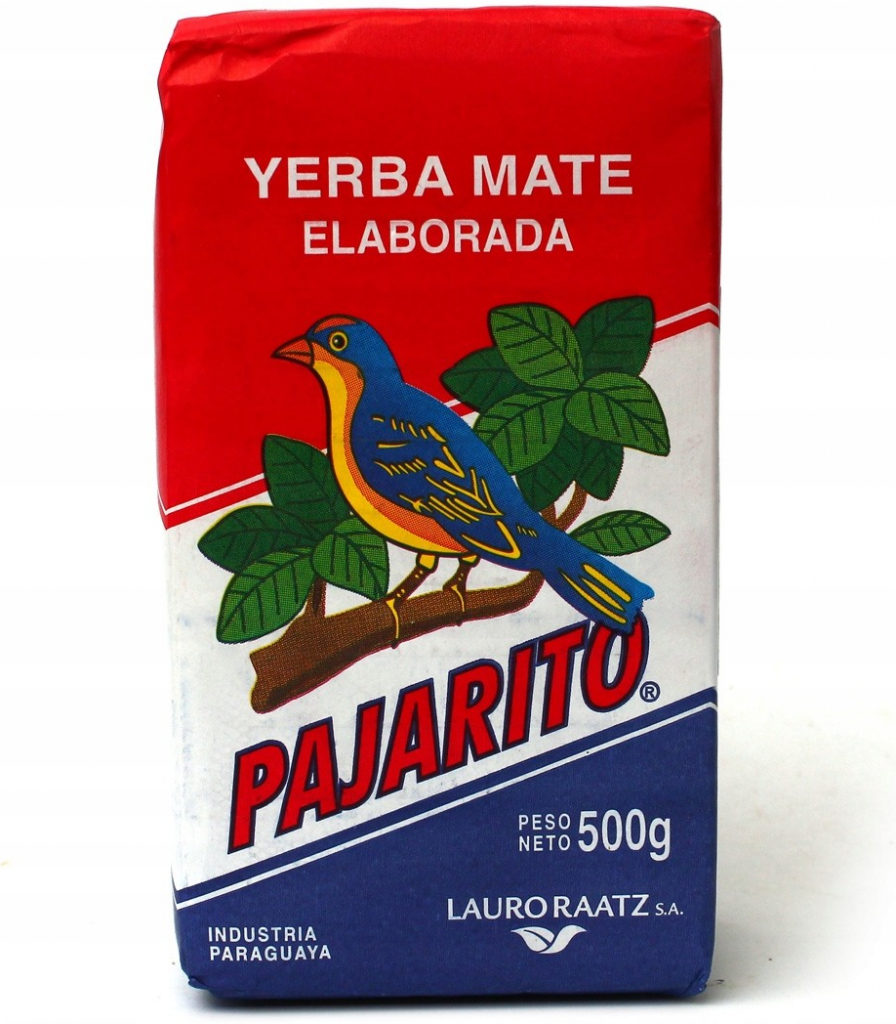 YERBA MATE
ELABORADA
PAJARITO®
PESO
NETO 500g
LAURO RAATZ S.A.
INDUSTRIA
PARAGUAYA